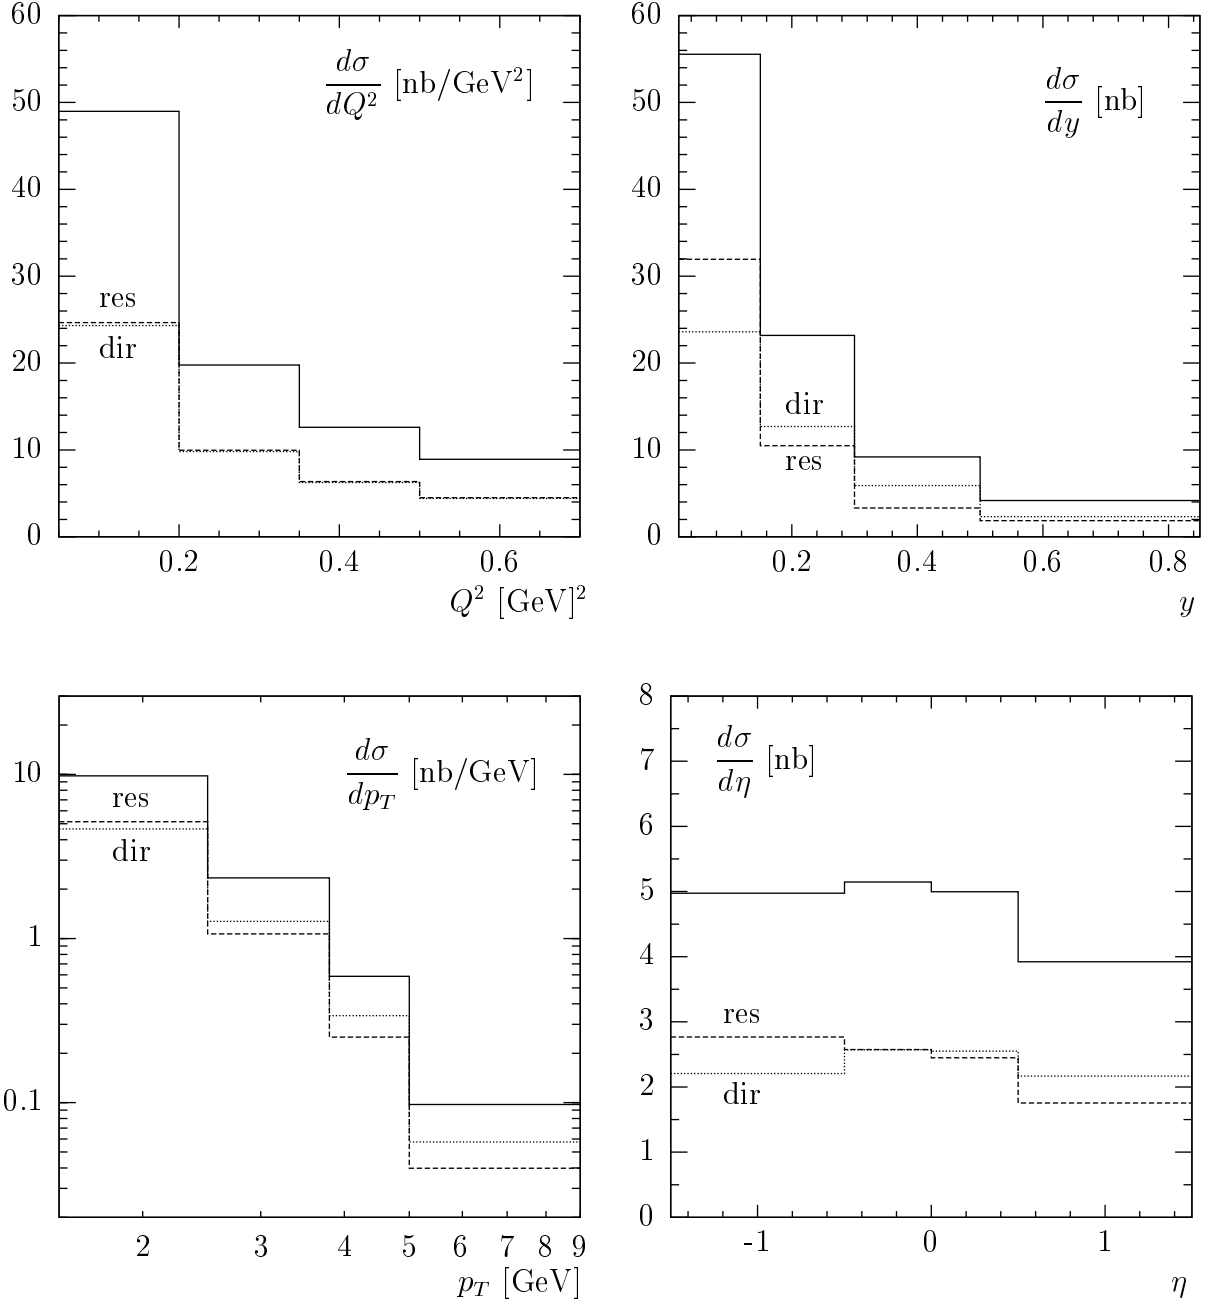 60
50
40
30
20
10
0
dσ/dQ² [nb/GeV²]
res
dir
0.2 0.4 0.6
Q² [GeV]²
60
50
40
30
20
10
0
dσ/dy [nb]
dir
res
0.2 0.4 0.6 0.8
y
10
1
0.1
dσ/dp_T [nb/GeV]
res
dir
2 3 4 5 6 7 8 9
p_T [GeV]
8
7
6
5
4
3
2
1
0
dσ/dη [nb]
res
dir
-1 0 1
η